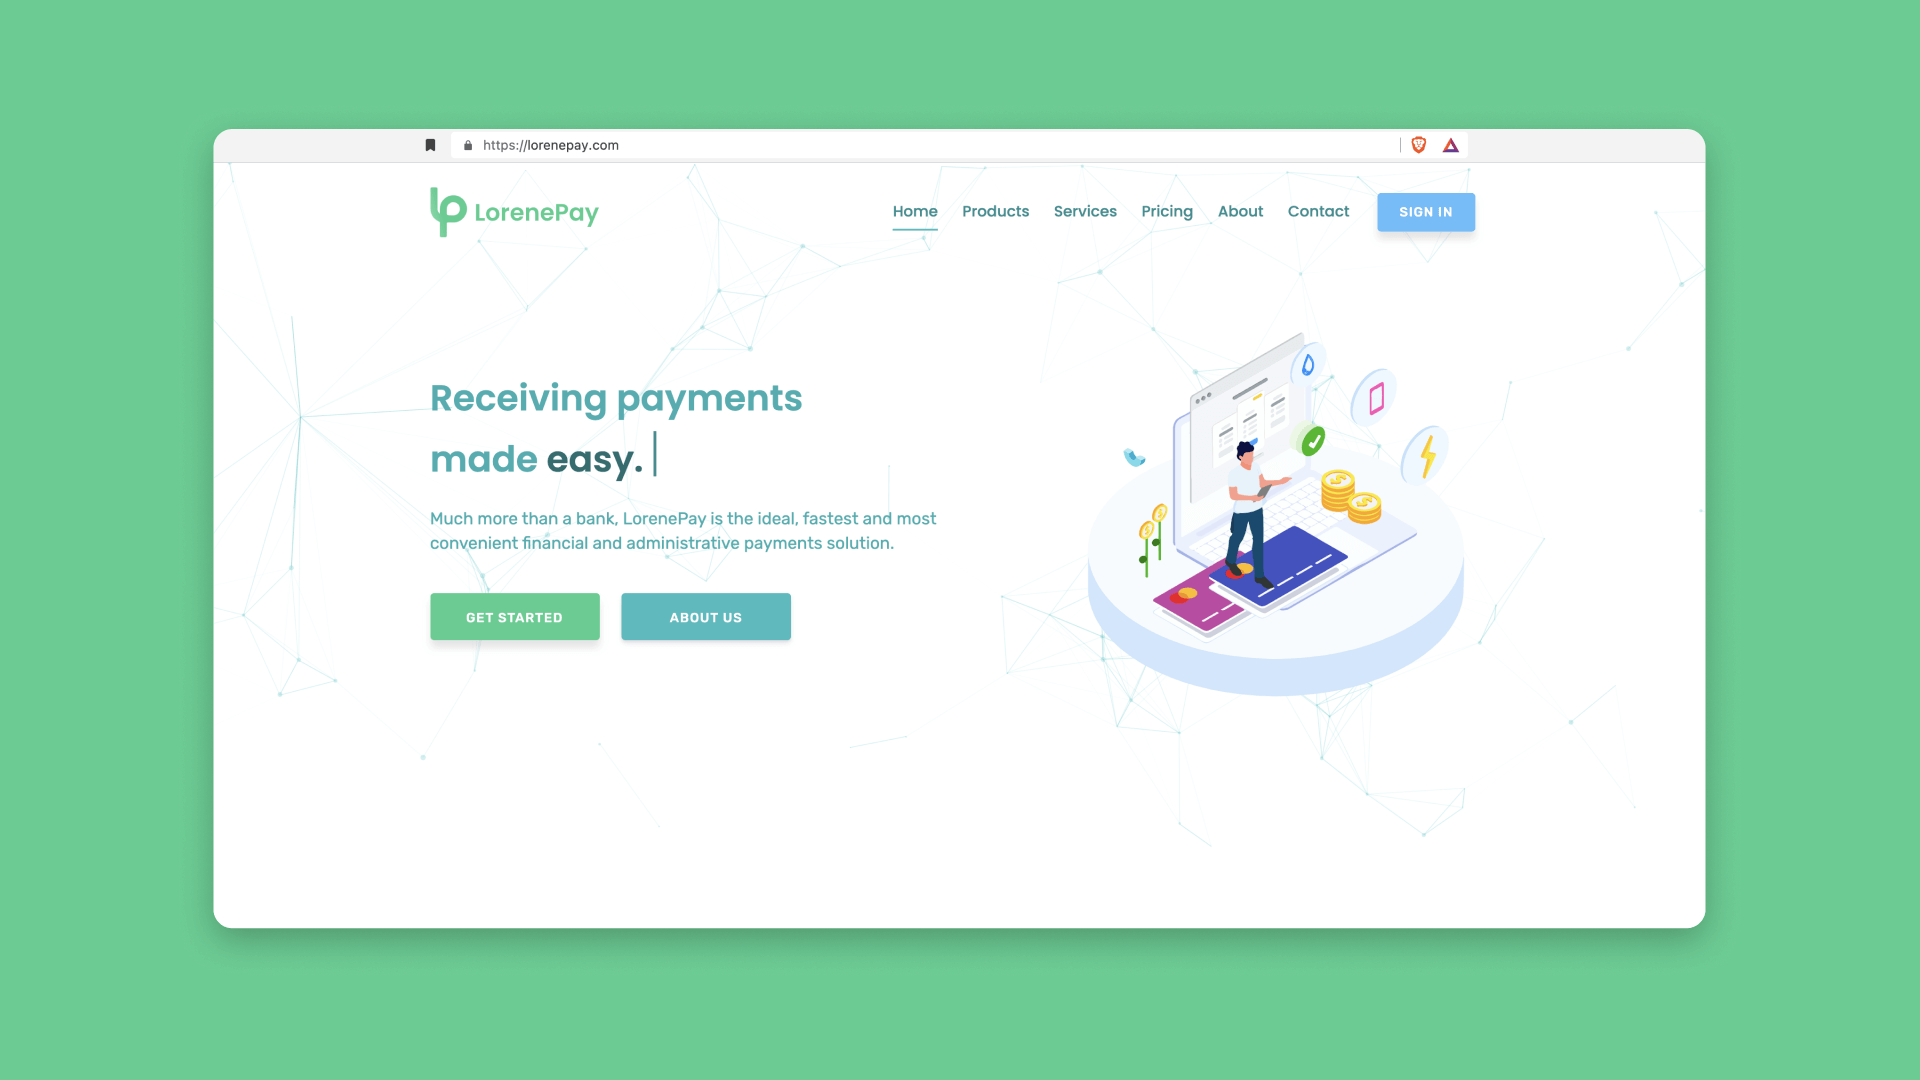 https://lorenepay.com
LorenePay
Home Products Services Pricing About Contact SIGN IN
Receiving payments
made easy.
Much more than a bank, LorenePay is the ideal, fastest and most
convenient financial and administrative payments solution.
GET STARTED ABOUT US